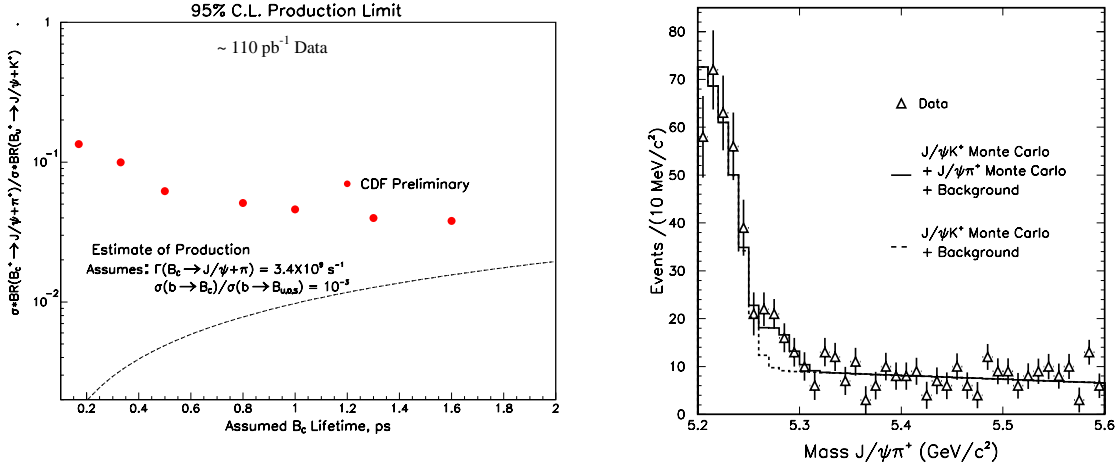 95% C.L. Production Limit
~ 110 pb⁻¹ Data
σ*BR(B_c⁺→J/ψ+π⁺)/σ*BR(B_u⁺→J/ψ+K⁺)
1
10⁻¹
10⁻²
CDF Preliminary
Estimate of Production
Assumes: Γ(B_c→J/ψ+π) = 3.4X10⁹ s⁻¹
σ(b→B_c)/σ(b→B_U,D,S) = 10⁻³
0.2 0.4 0.6 0.8 1 1.2 1.4 1.6 1.8 2
Assumed B_c Lifetime, ps
Events/(10 MeV/c²)
80
70
60
50
40
30
20
10
0
Data
J/ψK⁺ Monte Carlo
+ J/ψπ⁺ Monte Carlo
+ Background
J/ψK⁺ Monte Carlo
+ Background
5.2 5.3 5.4 5.5 5.6
Mass J/ψπ⁺ (GeV/c²)